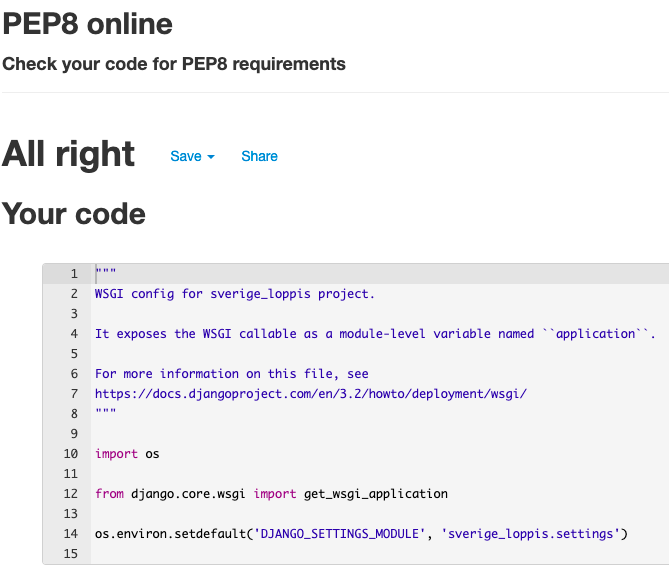 PEP8 online
Check your code for PEP8 requirements
All right Save Share
Your code
1 """
2 WSGI config for sverige_loppis project.
3
4 It exposes the WSGI callable as a module-level variable named ``application``.
5
6 For more information on this file, see
7 https://docs.djangoproject.com/en/3.2/howto/deployment/wsgi/
8 """
9
10 import os
11
12 from django.core.wsgi import get_wsgi_application
13
14 os.environ.setdefault('DJANGO_SETTINGS_MODULE', 'sverige_loppis.settings')
15